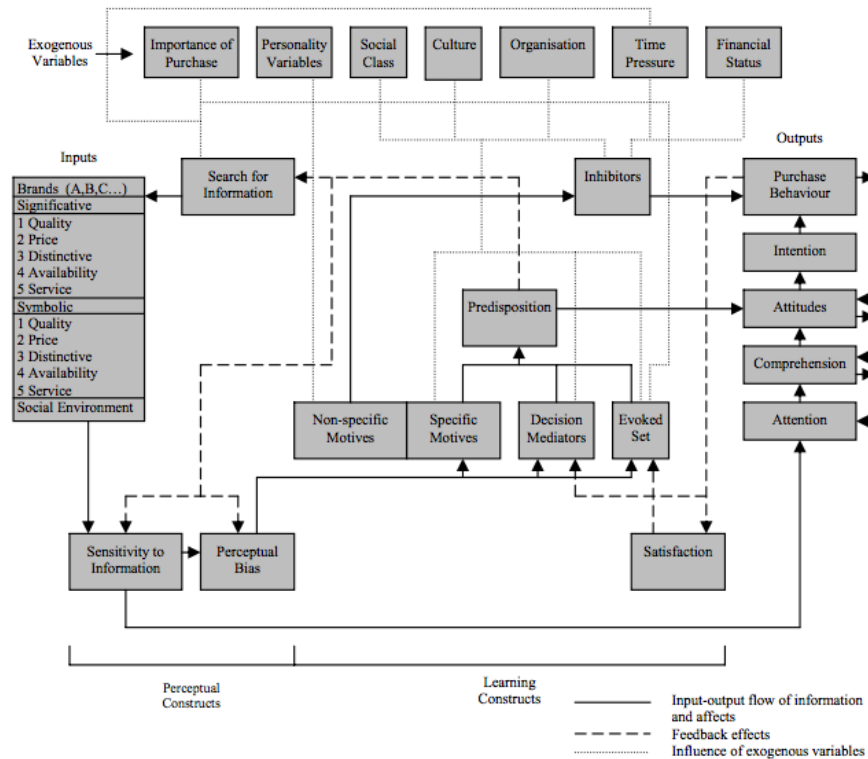 Exogenous
Variables
Importance of
Purchase
Personality
Variables
Social
Class
Culture
Organisation
Time
Pressure
Financial
Status
Inputs
Outputs
Brands (A,B,C…)
Significative
1 Quality
2 Price
3 Distinctive
4 Availability
5 Service
Symbolic
1 Quality
2 Price
3 Distinctive
4 Availability
5 Service
Social Environment
Search for
Information
Inhibitors
Purchase
Behaviour
Intention
Predisposition
Attitudes
Comprehension
Non-specific
Motives
Specific
Motives
Decision
Mediators
Evoked
Set
Attention
Sensitivity to
Information
Perceptual
Bias
Satisfaction
Perceptual
Constructs
Learning
Constructs
Input-output flow of information
and affects
Feedback effects
Influence of exogenous variables